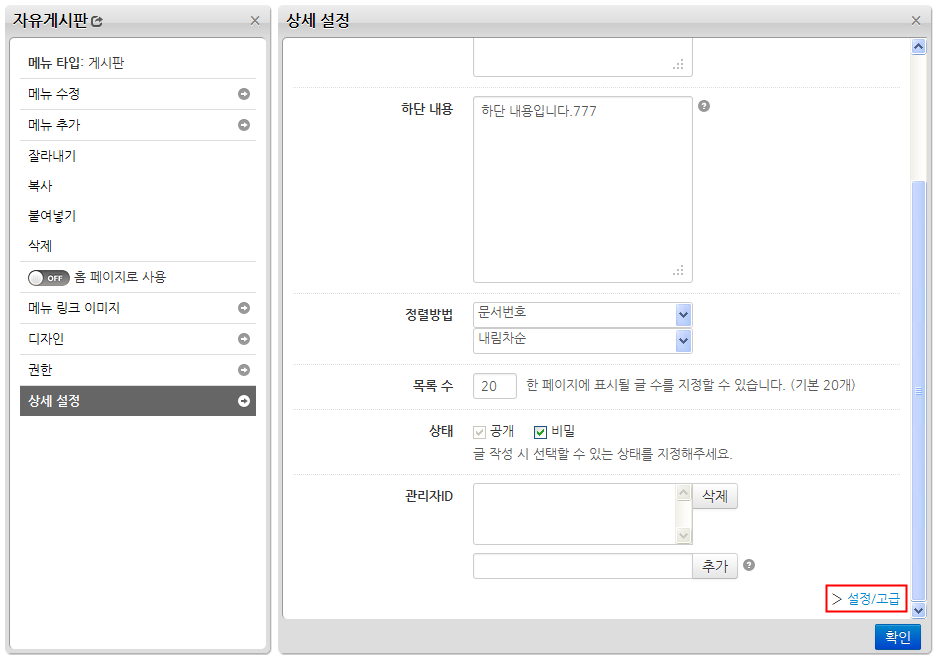 자유게시판
메뉴 타입: 게시판
메뉴 수정
메뉴 추가
잘라내기
복사
붙여넣기
삭제
OFF 홈 페이지로 사용
메뉴 링크 이미지
디자인
권한
상세 설정
상세 설정
하단 내용
하단 내용입니다.777
정렬방법
문서번호
내림차순
목록 수
20
한 페이지에 표시될 글 수를 지정할 수 있습니다. (기본 20개)
상태
공개
비밀
글 작성 시 선택할 수 있는 상태를 지정해주세요.
관리자ID
삭제
추가
> 설정/고급
확인